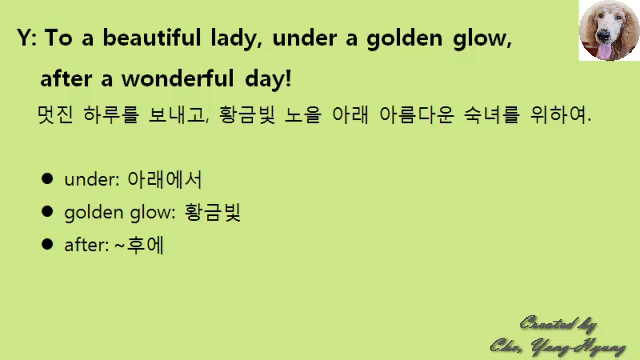 Y: To a beautiful lady, under a golden glow,
after a wonderful day!
멋진 하루를 보내고, 황금빛 노을 아래 아름다운 숙녀를 위하여.
● under: 아래에서
● golden glow: 황금빛
● after: ~후에
Created by
Cho, Yong-Hyung